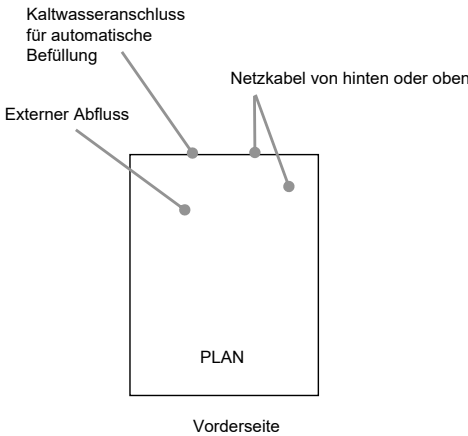 Kaltwasseranschluss
für automatische
Befüllung
Netzkabel von hinten oder oben
Externer Abfluss
PLAN
Vorderseite